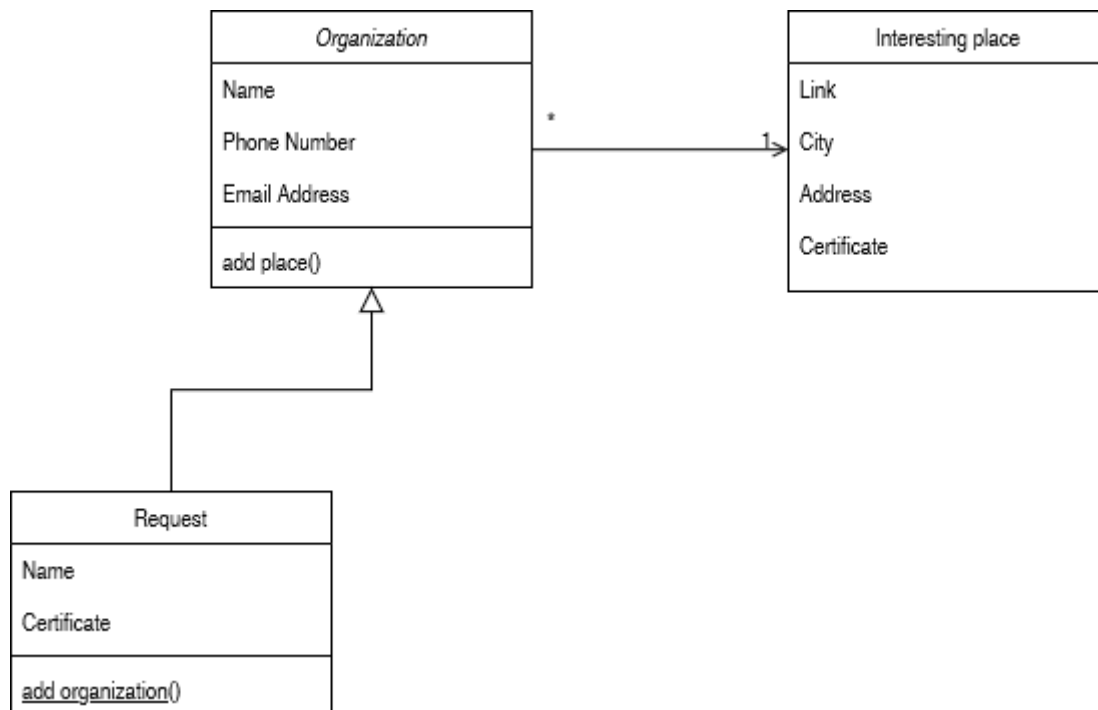 Organization
Name
Phone Number
Email Address
add place()
*
1
Interesting place
Link
City
Address
Certificate
Request
Name
Certificate
add organization()